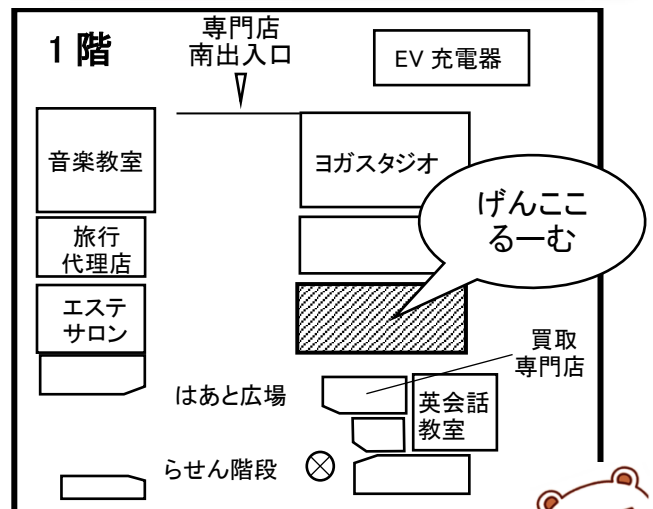 1階
専門店
南出入口
EV 充電器
音楽教室
ヨガスタジオ
げんここ
るーむ
旅行
代理店
エステ
サロン
買取
専門店
はあと広場
英会話
教室
らせん階段